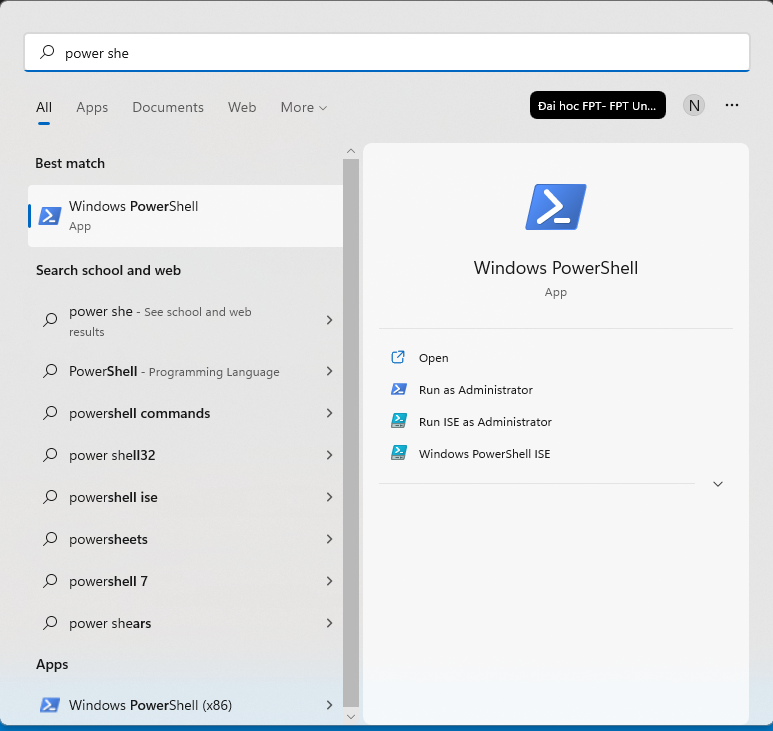 power she
All Apps Documents Web More
Đai hoc FPT- FPT Un...
N
Best match
Windows PowerShell
App
Search school and web
power she - See school and web
results
PowerShell - Programming Language
powershell commands
power shell32
powershell ise
powersheets
powershell 7
power shears
Apps
Windows PowerShell (x86)
Windows PowerShell
App
Open
Run as Administrator
Run ISE as Administrator
Windows PowerShell ISE